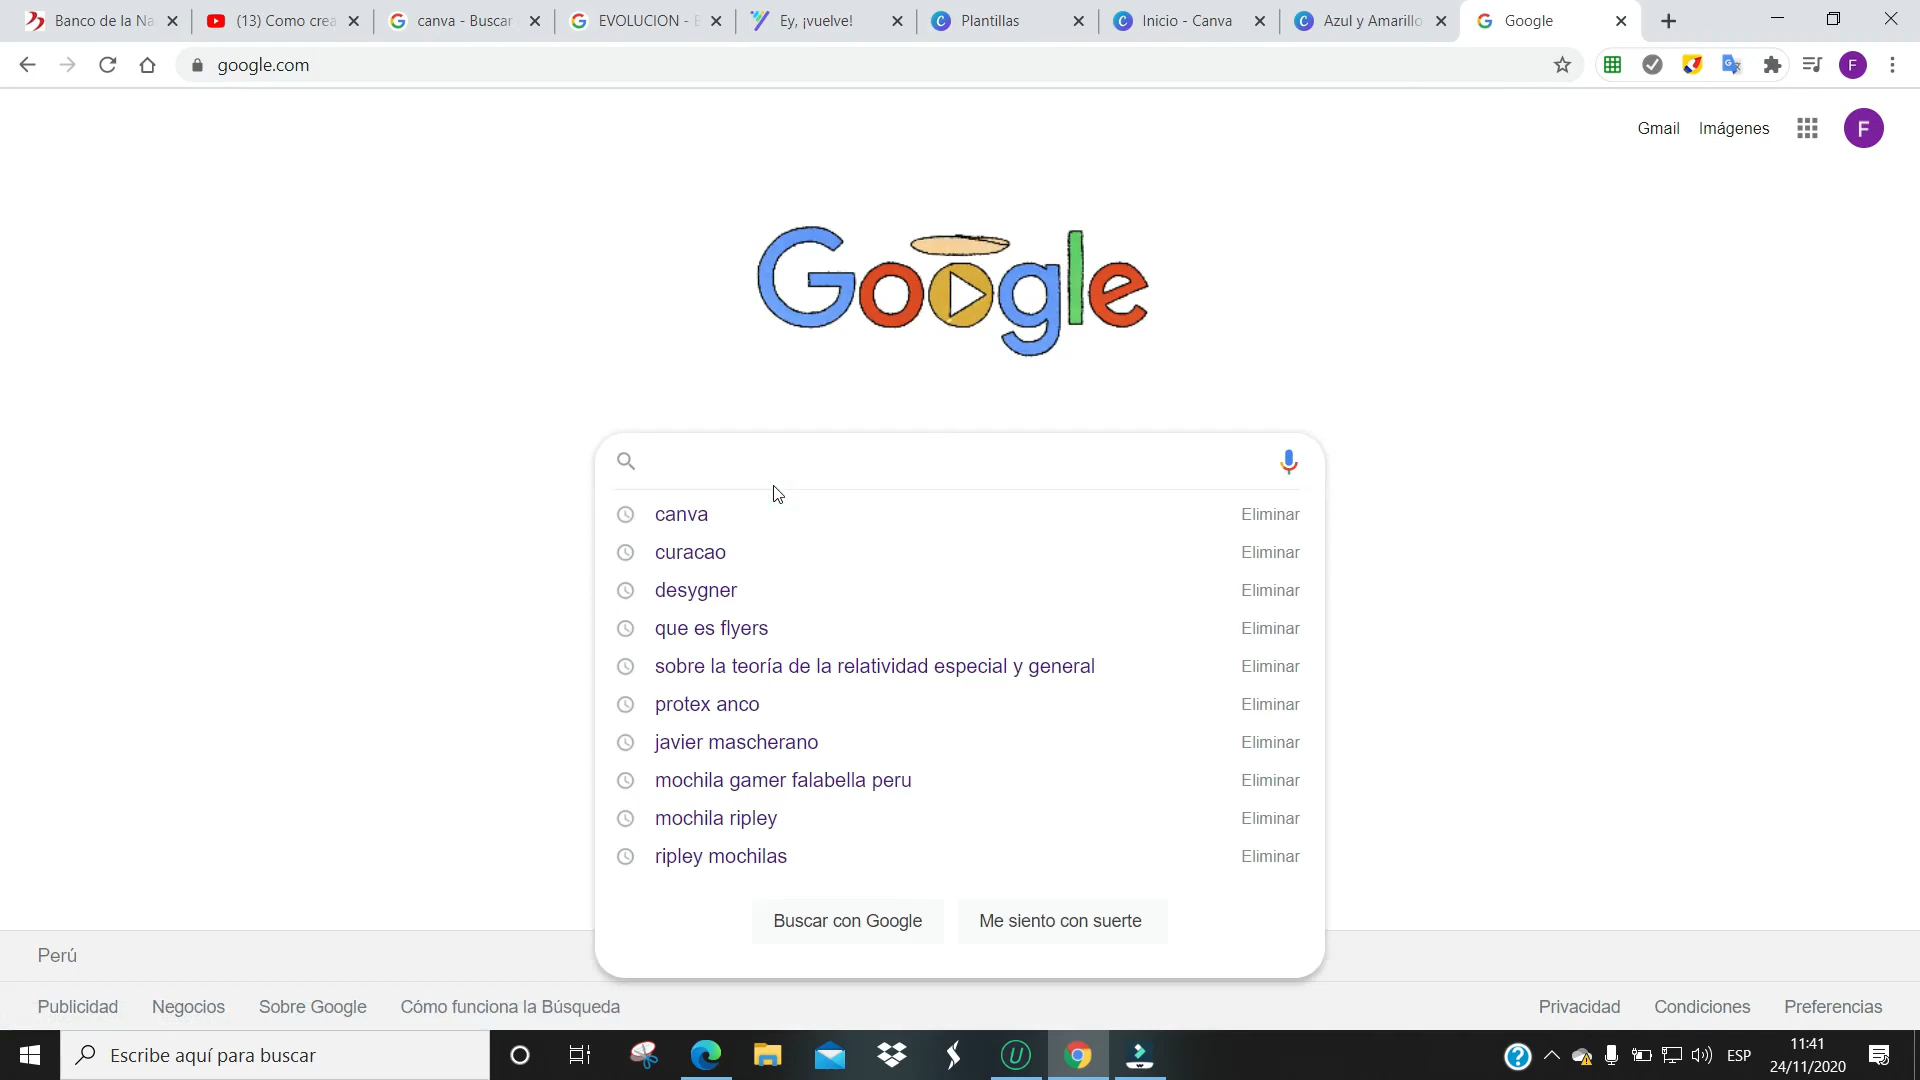 Banco de la Na
(13) Como crea
canva - Buscar
EVOLUCION - E
Ey, ¡vuelve!
Plantillas
Inicio - Canva
Azul y Amarillo
Google
google.com
F
Gmail
Imágenes
F
Google
canva
Eliminar
curacao
Eliminar
desygner
Eliminar
que es flyers
Eliminar
sobre la teoría de la relatividad especial y general
Eliminar
protex anco
Eliminar
javier mascherano
Eliminar
mochila gamer falabella peru
Eliminar
mochila ripley
Eliminar
ripley mochilas
Eliminar
Buscar con Google
Me siento con suerte
Perú
Publicidad
Negocios
Sobre Google
Cómo funciona la Búsqueda
Privacidad
Condiciones
Preferencias
Escribe aquí para buscar
ESP
11:41
24/11/2020